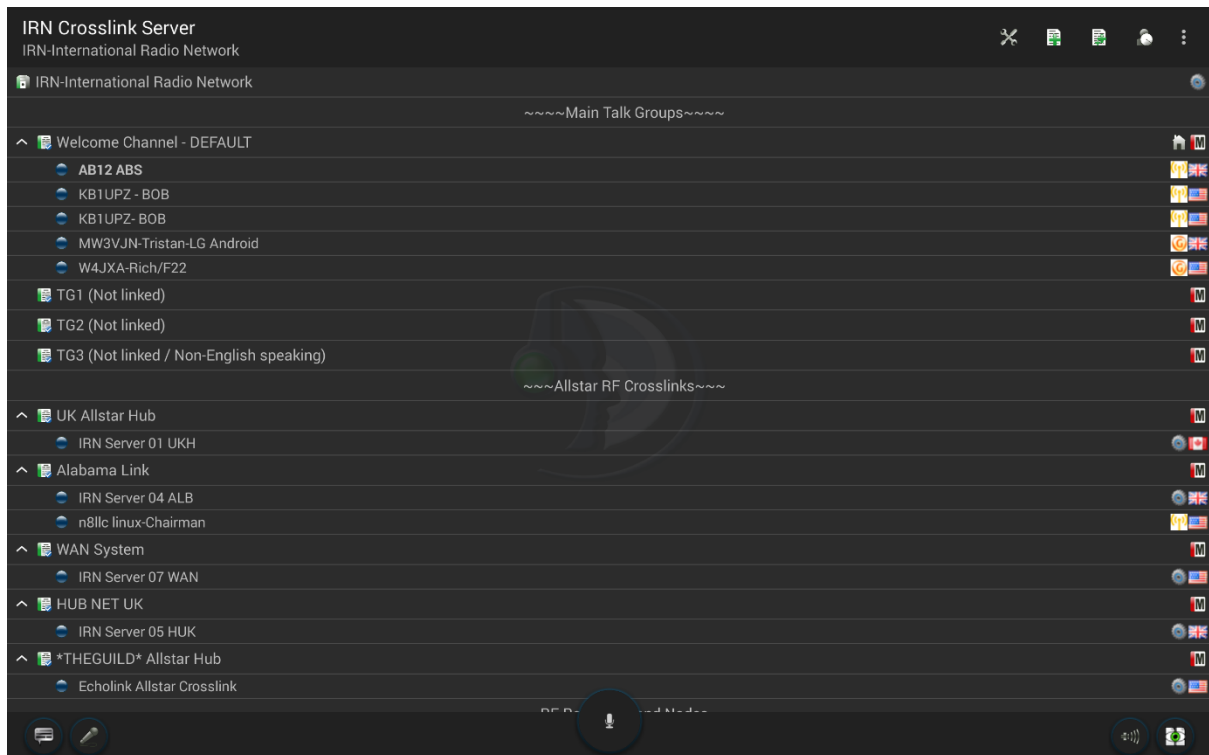 IRN Crosslink Server
IRN-International Radio Network
IRN-International Radio Network
~~~~Main Talk Groups~~~~
Welcome Channel - DEFAULT
AB12 ABS
KB1UPZ - BOB
KB1UPZ- BOB
MW3VJN-Tristan-LG Android
W4JXA-Rich/F22
TG1 (Not linked)
TG2 (Not linked)
TG3 (Not linked / Non-English speaking)
~~~Allstar RF Crosslinks~~~
UK Allstar Hub
IRN Server 01 UKH
Alabama Link
IRN Server 04 ALB
n8llc linux-Chairman
WAN System
IRN Server 07 WAN
HUB NET UK
IRN Server 05 HUK
*THEGUILD* Allstar Hub
Echolink Allstar Crosslink